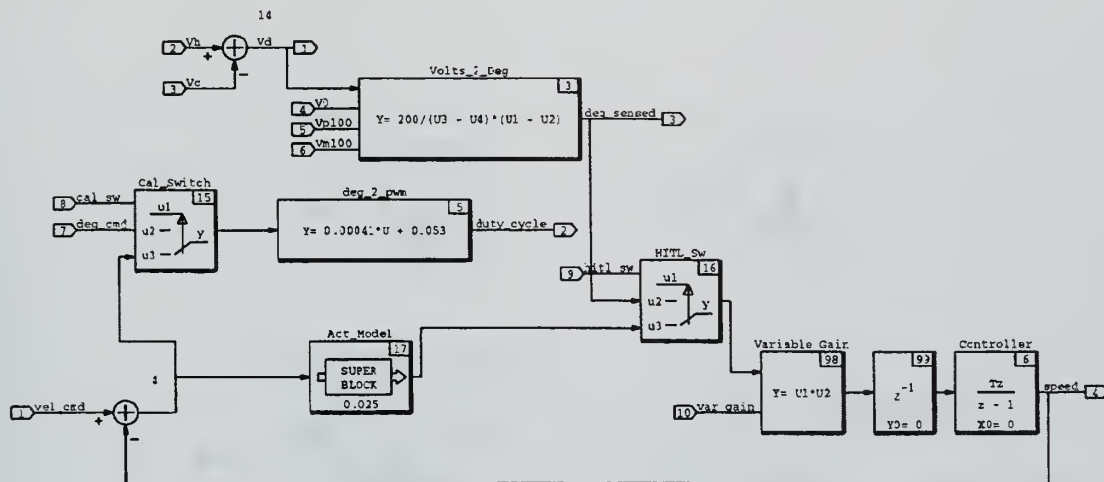 14
2 Vh + Vd 1
3 Vc -
Volts_2_Deg
3
4 V0
Y= 200/(U3 - U4)*(U1 - U2)
deg_sensed 3
5 Vp100
6 Vm100
Cal_Switch
15
8 cal_sw
u1
7 deg_cmd
u2
y
u3
deg_2_pwm
5
Y= 0.00041*U + 0.053
duty_cycle 2
HITL_Sw
16
9 hitl_sw
u1
u2
y
u3
Act_Model
17
SUPER
BLOCK
0.025
Variable Gain
98
Y= U1*U2
10 var_gain
99
z-1
Y0= 0
Controller
6
Tz
z - 1
X0= 0
speed 4
1 vel_cmd +
-